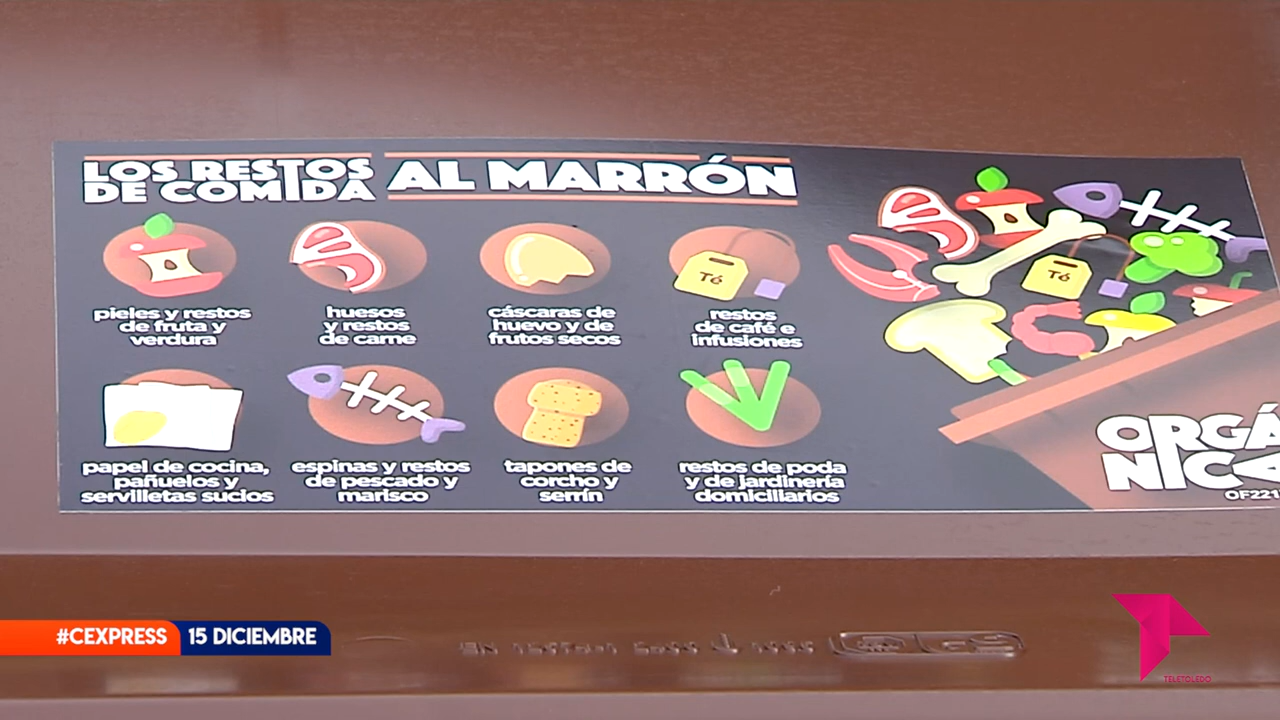 LOS RESTOS
DE COMIDA
AL MARRÓN
Té
pieles y restos
de fruta y
verdura
huesos
y restos
de carne
cáscaras de
huevo y de
frutos secos
restos
de café e
infusiones
papel de cocina,
pañuelos y
servilletas sucios
espinas y restos
de pescado y
marisco
tapones de
corcho y
serrín
restos de poda
y de jardinería
domiciliarios
Té
ORGÁ
NICO
OF221
#CEXPRESS
15 DICIEMBRE
TELETOLEDO